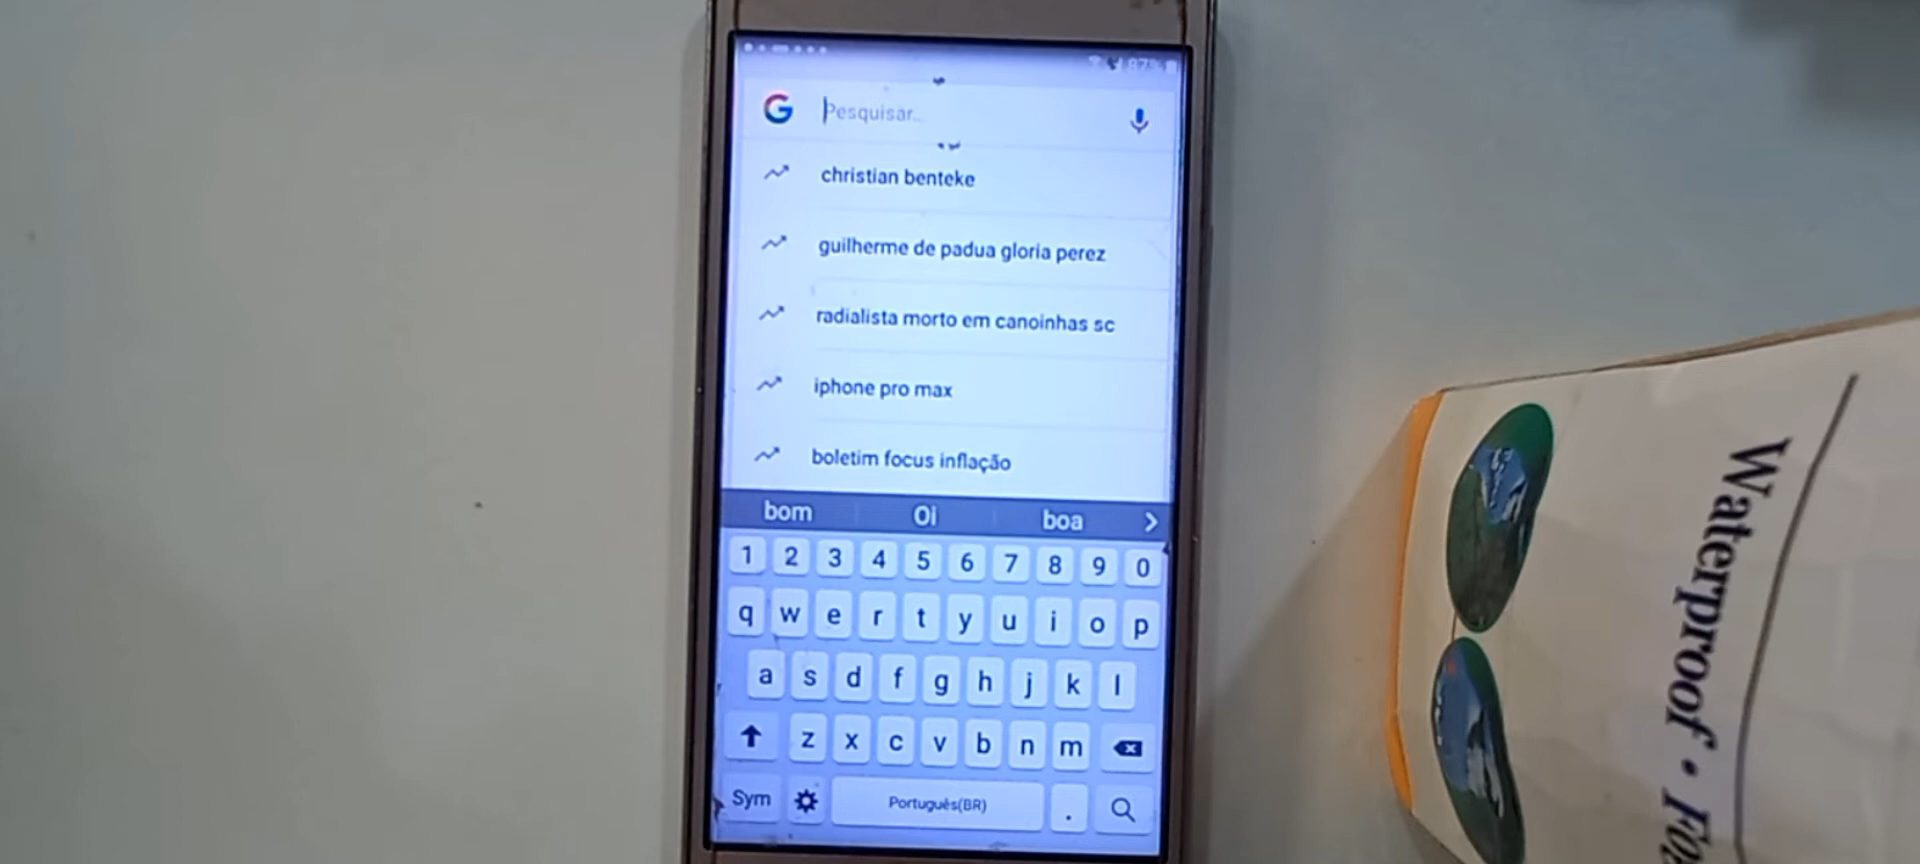 87%
G Pesquisar...
christian benteke
guilherme de padua gloria perez
radialista morto em canoinhas sc
iphone pro max
boletim focus inflação
bom Oi boa
1 2 3 4 5 6 7 8 9 0
q w e r t y u i o p
a s d f g h j k l
z x c v b n m
Sym Português(BR) .
Waterproof •